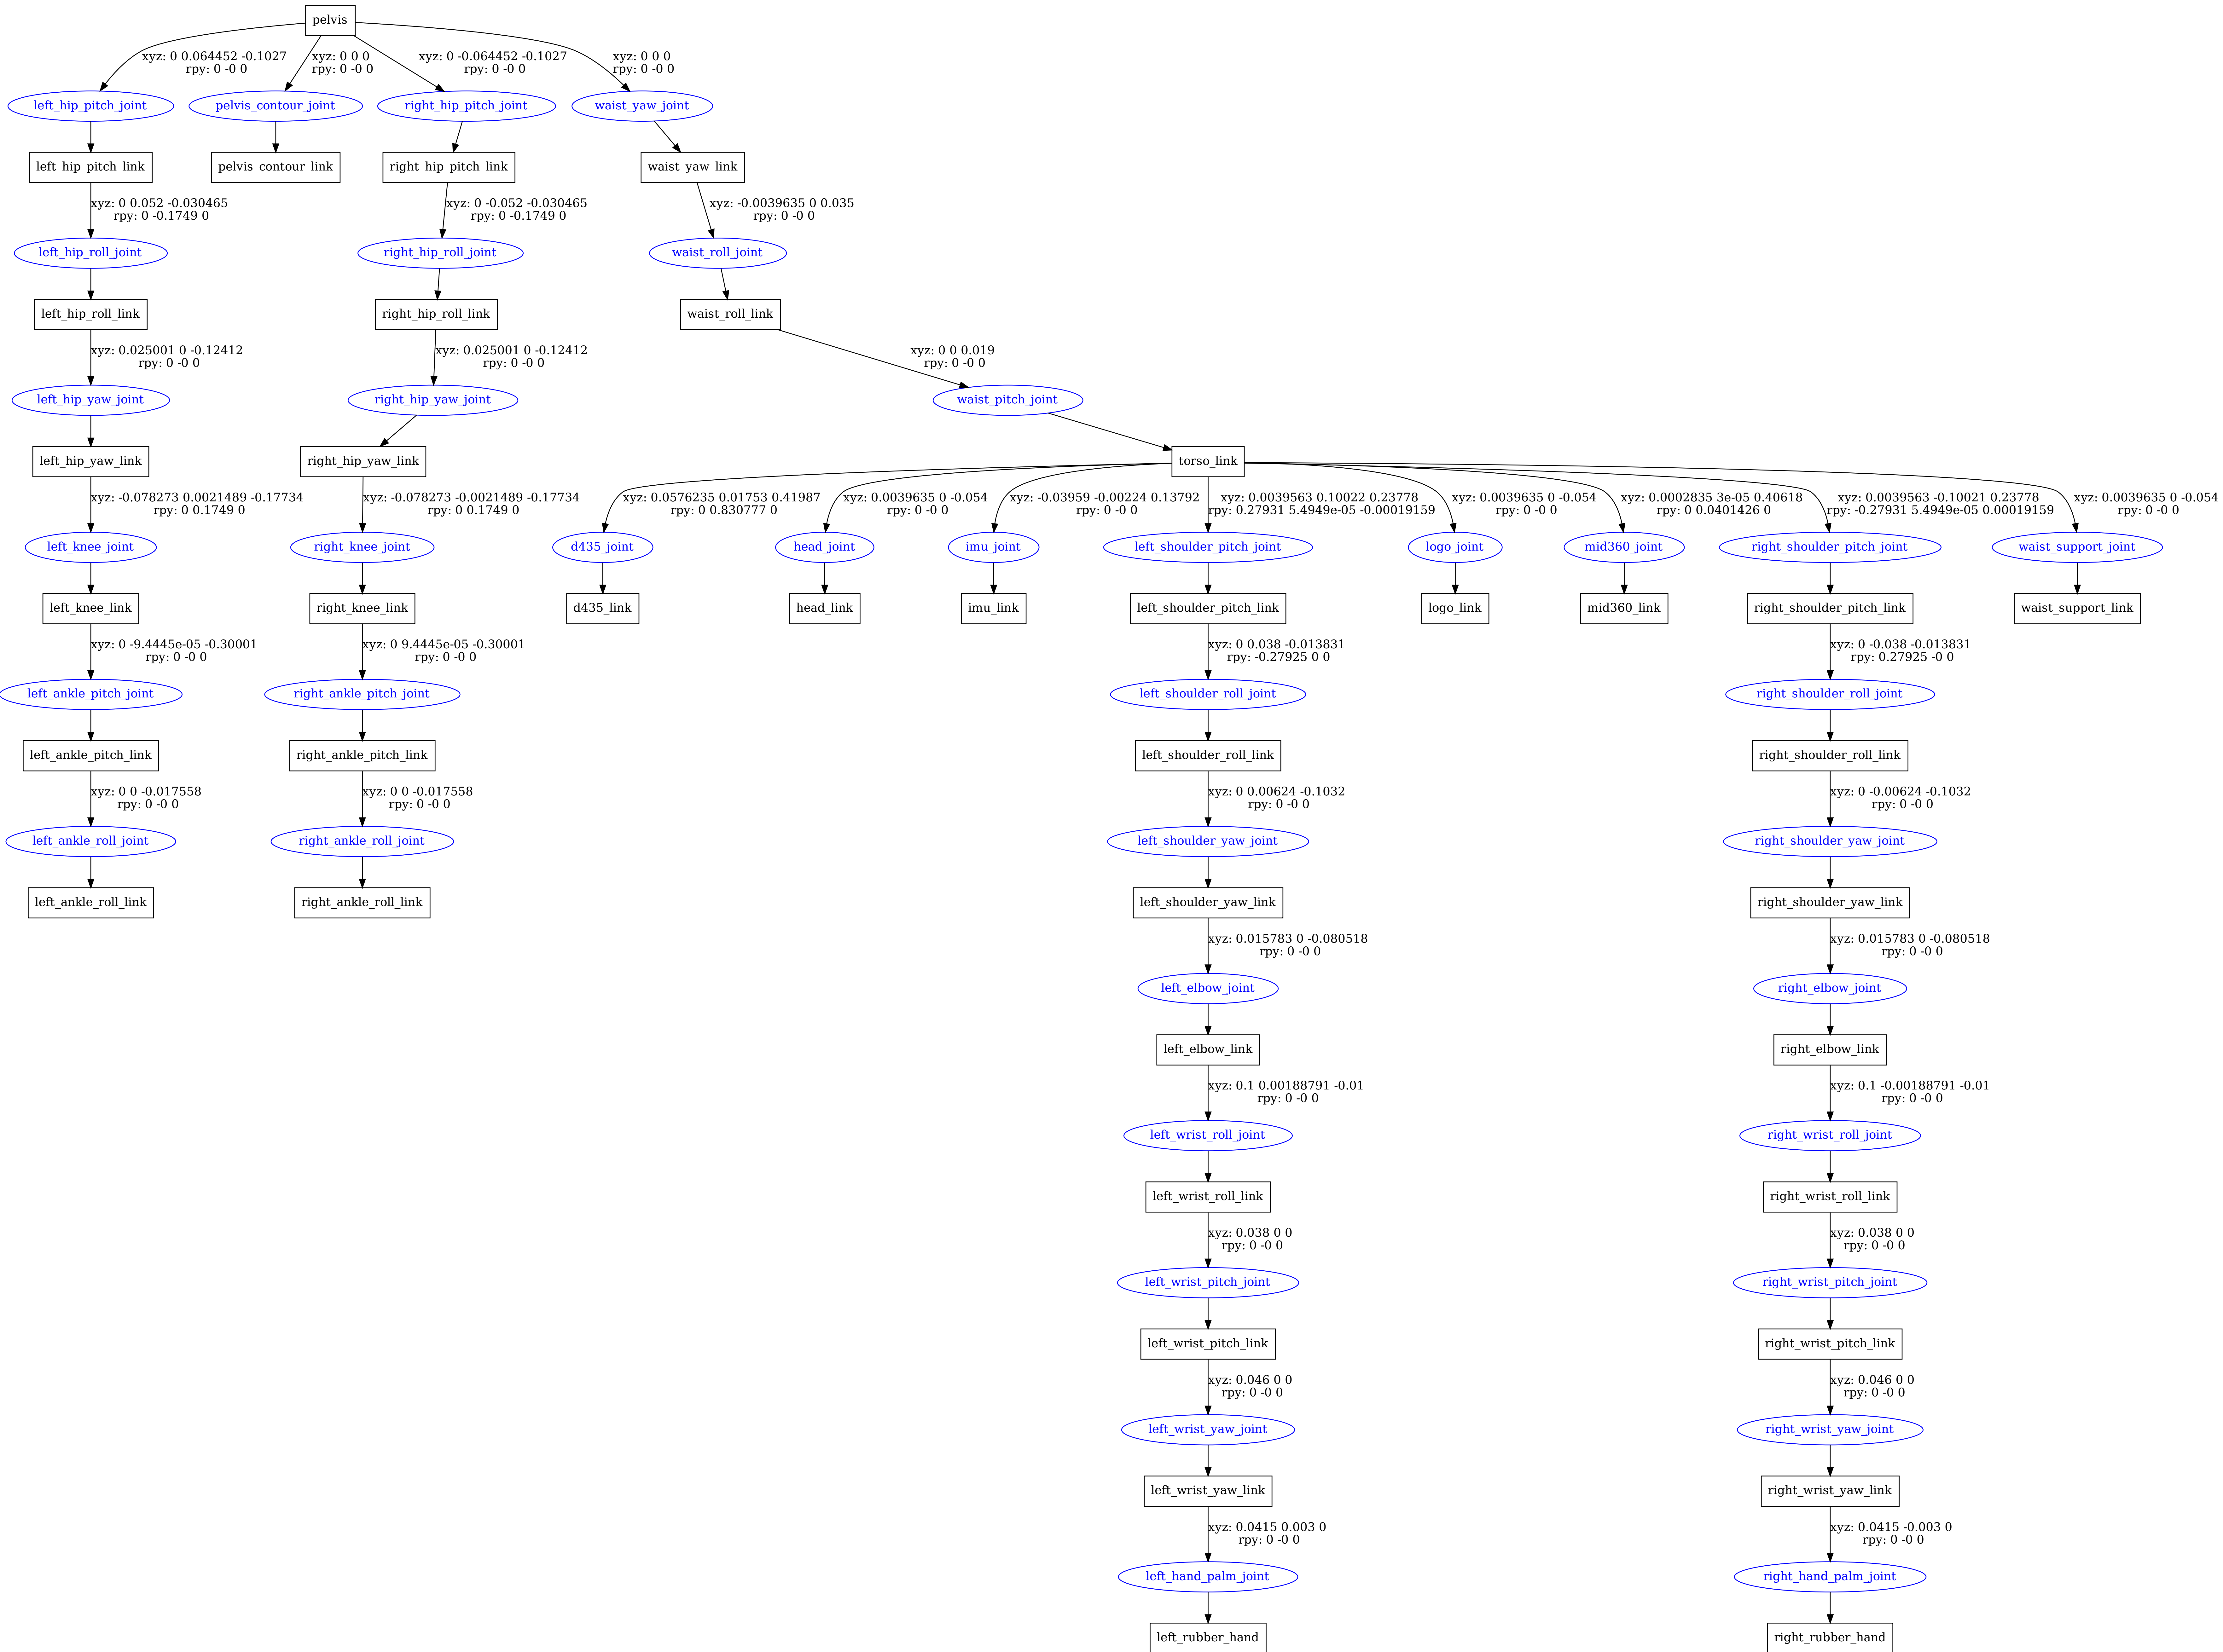 pelvis
xyz: 0 0.064452 -0.1027
rpy: 0 -0 0
xyz: 0 0 0
rpy: 0 -0 0
xyz: 0 -0.064452 -0.1027
rpy: 0 -0 0
xyz: 0 0 0
rpy: 0 -0 0
left_hip_pitch_joint
pelvis_contour_joint
right_hip_pitch_joint
waist_yaw_joint
left_hip_pitch_link
pelvis_contour_link
right_hip_pitch_link
waist_yaw_link
xyz: 0 0.052 -0.030465
rpy: 0 -0.1749 0
xyz: 0 -0.052 -0.030465
rpy: 0 -0.1749 0
xyz: -0.0039635 0 0.035
rpy: 0 -0 0
left_hip_roll_joint
right_hip_roll_joint
waist_roll_joint
left_hip_roll_link
right_hip_roll_link
waist_roll_link
xyz: 0.025001 0 -0.12412
rpy: 0 -0 0
xyz: 0.025001 0 -0.12412
rpy: 0 -0 0
xyz: 0 0 0.019
rpy: 0 -0 0
left_hip_yaw_joint
right_hip_yaw_joint
waist_pitch_joint
left_hip_yaw_link
right_hip_yaw_link
torso_link
xyz: -0.078273 0.0021489 -0.17734
rpy: 0 0.1749 0
xyz: -0.078273 -0.0021489 -0.17734
rpy: 0 0.1749 0
xyz: 0.0576235 0.01753 0.41987
rpy: 0 0.830777 0
xyz: 0.0039635 0 -0.054
rpy: 0 -0 0
xyz: -0.03959 -0.00224 0.13792
rpy: 0 -0 0
xyz: 0.0039563 0.10022 0.23778
rpy: 0.27931 5.4949e-05 -0.00019159
xyz: 0.0039635 0 -0.054
rpy: 0 -0 0
xyz: 0.0002835 3e-05 0.40618
rpy: 0 0.0401426 0
xyz: 0.0039563 -0.10021 0.23778
rpy: -0.27931 5.4949e-05 0.00019159
xyz: 0.0039635 0 -0.054
rpy: 0 -0 0
left_knee_joint
right_knee_joint
d435_joint
head_joint
imu_joint
left_shoulder_pitch_joint
logo_joint
mid360_joint
right_shoulder_pitch_joint
waist_support_joint
left_knee_link
right_knee_link
d435_link
head_link
imu_link
left_shoulder_pitch_link
logo_link
mid360_link
right_shoulder_pitch_link
waist_support_link
xyz: 0 -9.4445e-05 -0.30001
rpy: 0 -0 0
xyz: 0 9.4445e-05 -0.30001
rpy: 0 -0 0
xyz: 0 0.038 -0.013831
rpy: -0.27925 0 0
xyz: 0 -0.038 -0.013831
rpy: 0.27925 -0 0
left_ankle_pitch_joint
right_ankle_pitch_joint
left_shoulder_roll_joint
right_shoulder_roll_joint
left_ankle_pitch_link
right_ankle_pitch_link
left_shoulder_roll_link
right_shoulder_roll_link
xyz: 0 0 -0.017558
rpy: 0 -0 0
xyz: 0 0 -0.017558
rpy: 0 -0 0
xyz: 0 0.00624 -0.1032
rpy: 0 -0 0
xyz: 0 -0.00624 -0.1032
rpy: 0 -0 0
left_ankle_roll_joint
right_ankle_roll_joint
left_shoulder_yaw_joint
right_shoulder_yaw_joint
left_ankle_roll_link
right_ankle_roll_link
left_shoulder_yaw_link
right_shoulder_yaw_link
xyz: 0.015783 0 -0.080518
rpy: 0 -0 0
xyz: 0.015783 0 -0.080518
rpy: 0 -0 0
left_elbow_joint
right_elbow_joint
left_elbow_link
right_elbow_link
xyz: 0.1 0.00188791 -0.01
rpy: 0 -0 0
xyz: 0.1 -0.00188791 -0.01
rpy: 0 -0 0
left_wrist_roll_joint
right_wrist_roll_joint
left_wrist_roll_link
right_wrist_roll_link
xyz: 0.038 0 0
rpy: 0 -0 0
xyz: 0.038 0 0
rpy: 0 -0 0
left_wrist_pitch_joint
right_wrist_pitch_joint
left_wrist_pitch_link
right_wrist_pitch_link
xyz: 0.046 0 0
rpy: 0 -0 0
xyz: 0.046 0 0
rpy: 0 -0 0
left_wrist_yaw_joint
right_wrist_yaw_joint
left_wrist_yaw_link
right_wrist_yaw_link
xyz: 0.0415 0.003 0
rpy: 0 -0 0
xyz: 0.0415 -0.003 0
rpy: 0 -0 0
left_hand_palm_joint
right_hand_palm_joint
left_rubber_hand
right_rubber_hand